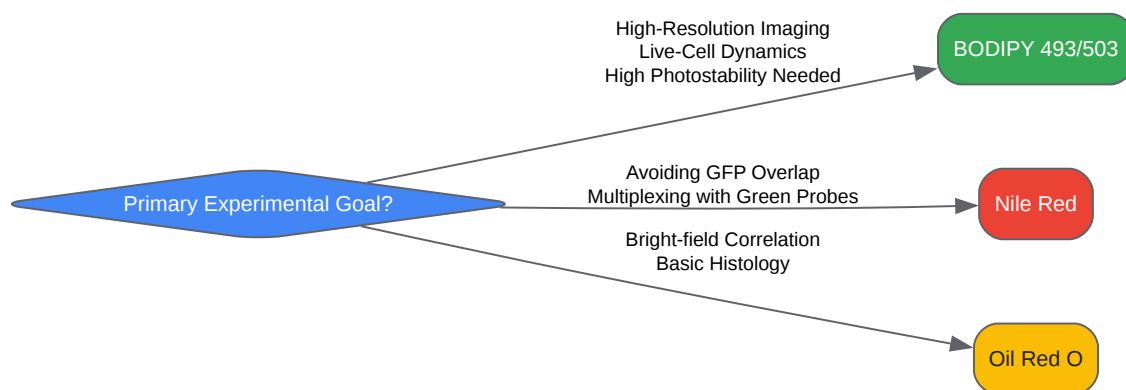 High-Resolution Imaging
Live-Cell Dynamics
High Photostability Needed
BODIPY 493/503
Primary Experimental Goal?
Avoiding GFP Overlap
Multiplexing with Green Probes
Nile Red
Bright-field Correlation
Basic Histology
Oil Red O